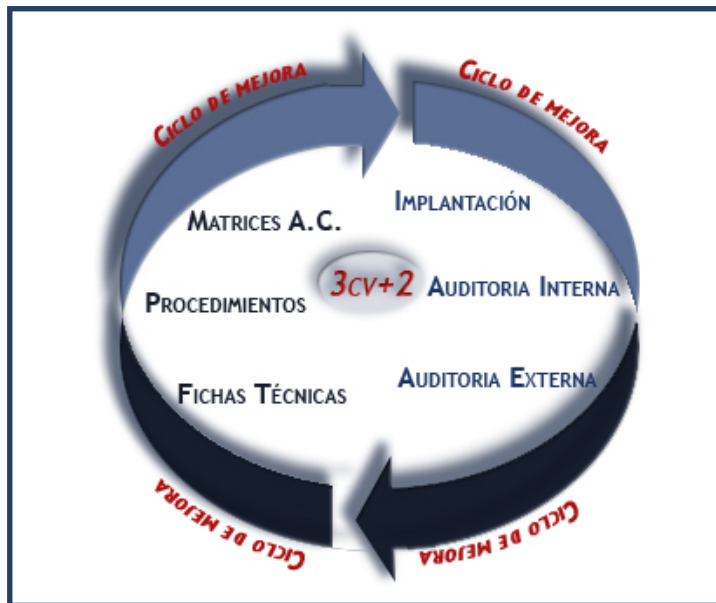 CICLO DE MEJORA
CICLO DE MEJORA
MATRICES A.C.
IMPLANTACIÓN
3CV+2
PROCEDIMIENTOS
AUDITORIA INTERNA
FICHAS TÉCNICAS
AUDITORIA EXTERNA
CICLO DE MEJORA
CICLO DE MEJORA